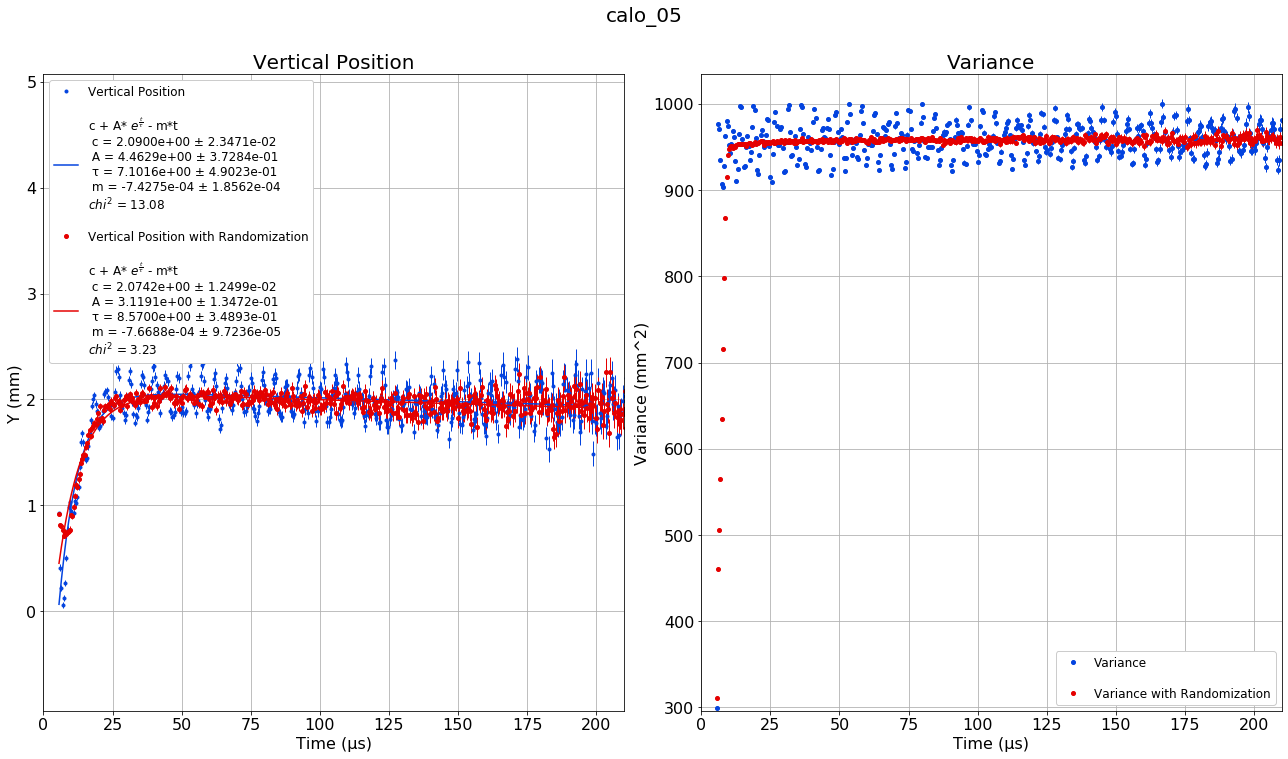 calo_05
Vertical Position
Vertical Position
c + A* e^{t/τ} - m*t
c = 2.0900e+00 ± 2.3471e-02
A = 4.4629e+00 ± 3.7284e-01
τ = 7.1016e+00 ± 4.9023e-01
m = -7.4275e-04 ± 1.8562e-04
chi² = 13.08
Vertical Position with Randomization
c + A* e^{t/τ} - m*t
c = 2.0742e+00 ± 1.2499e-02
A = 3.1191e+00 ± 1.3472e-01
τ = 8.5700e+00 ± 3.4893e-01
m = -7.6688e-04 ± 9.7236e-05
chi² = 3.23
Y (mm)
5
4
3
2
1
0
0 25 50 75 100 125 150 175 200
Time (μs)
Variance
Variance (mm^2)
1000
900
800
700
600
500
400
300
Variance
Variance with Randomization
0 25 50 75 100 125 150 175 200
Time (μs)